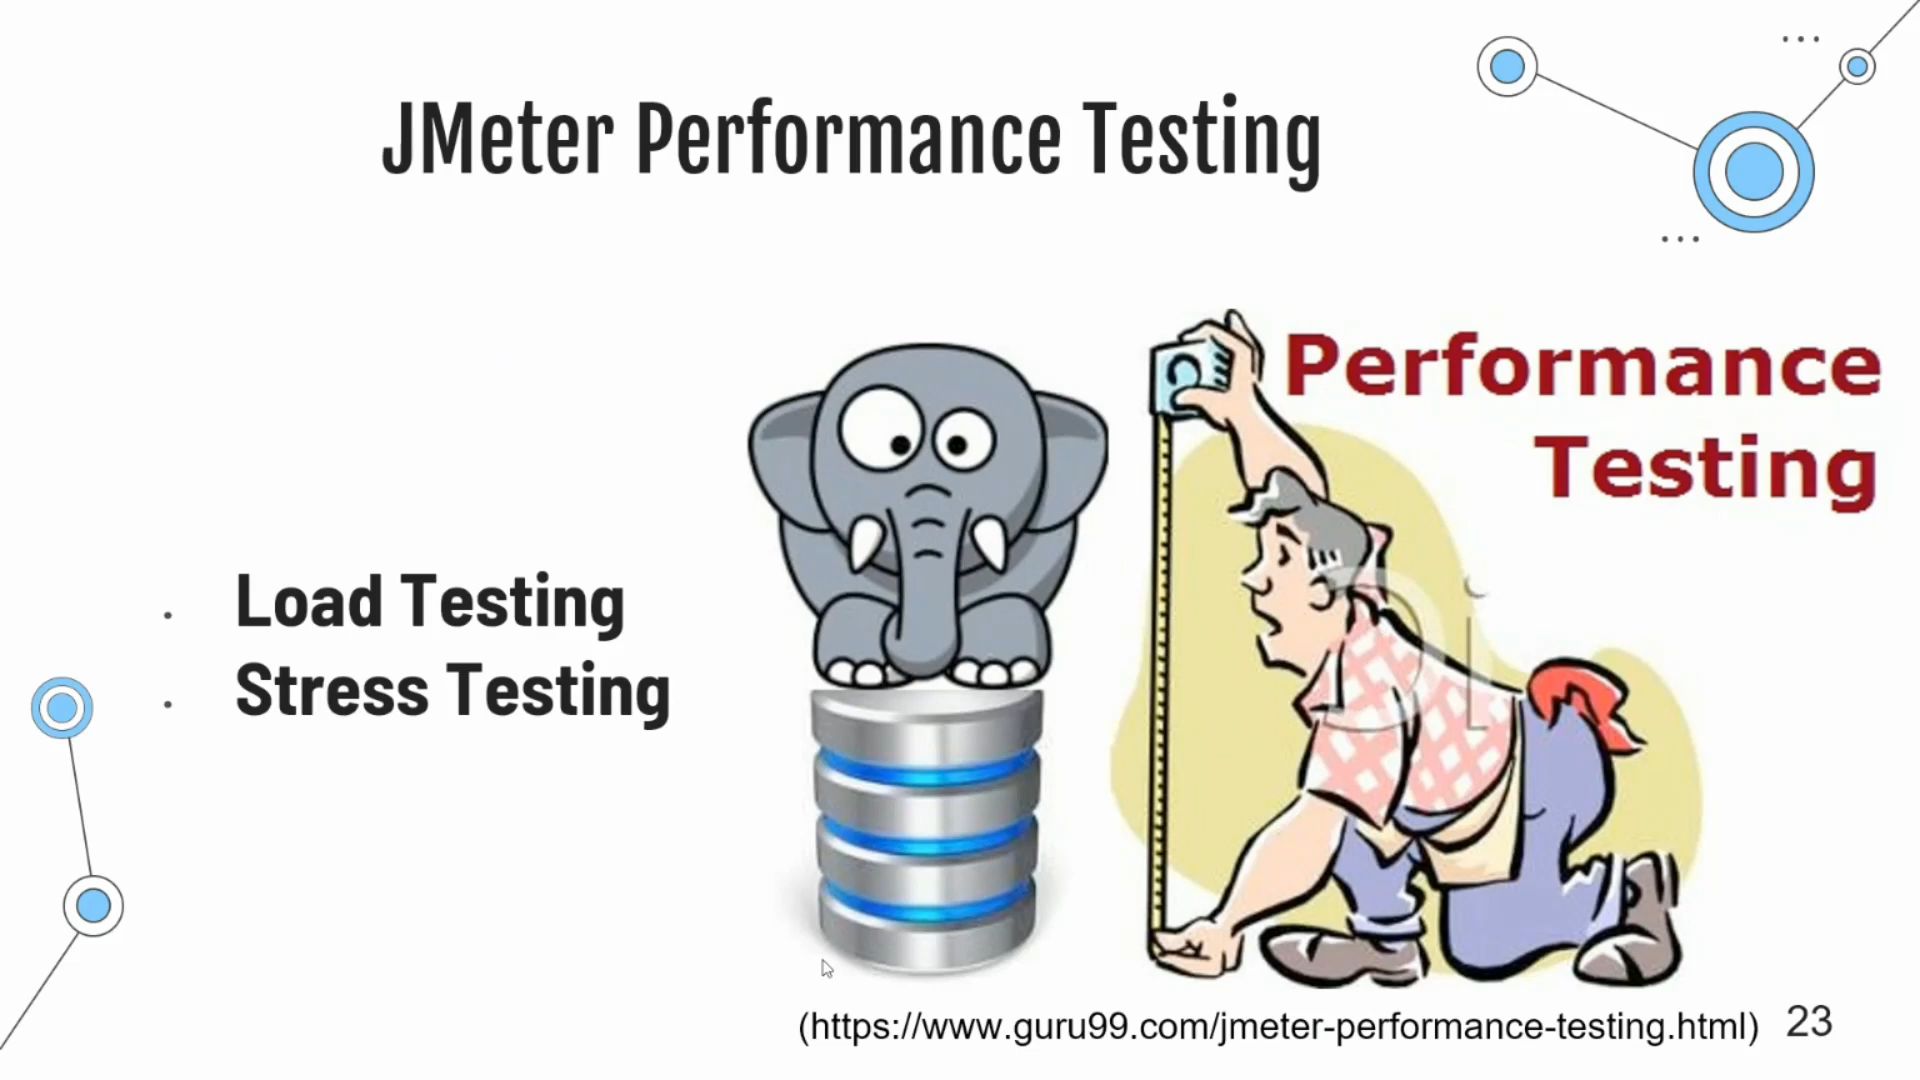 JMeter Performance Testing
Performance
Testing
Load Testing
Stress Testing
(https://www.guru99.com/jmeter-performance-testing.html)
23